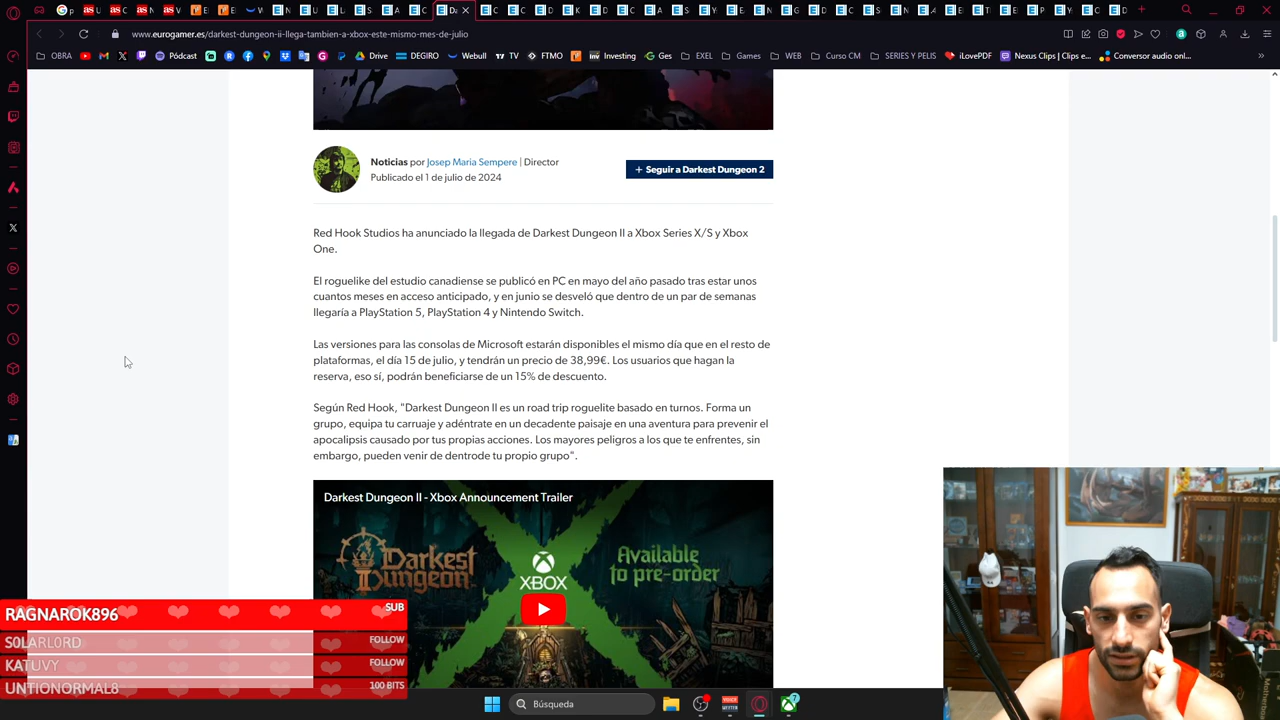 www.eurogamer.es/darkest-dungeon-ii-llega-tambien-a-xbox-este-mismo-mes-de-julio
OBRA
Pódcast
Drive
DEGIRO
Webull
TV
FTMO
Investing
Ges
EXEL
Games
WEB
Curso CM
SERIES Y PELIS
iLovePDF
Nexus Clips | Clips e...
Conversor audio onl...
Noticias por Josep Maria Sempere | Director
Publicado el 1 de julio de 2024
+ Seguir a Darkest Dungeon 2
Red Hook Studios ha anunciado la llegada de Darkest Dungeon II a Xbox Series X/S y Xbox
One.
El roguelike del estudio canadiense se publicó en PC en mayo del año pasado tras estar unos
cuantos meses en acceso anticipado, y en junio se desveló que dentro de un par de semanas
llegaría a PlayStation 5, PlayStation 4 y Nintendo Switch.
Las versiones para las consolas de Microsoft estarán disponibles el mismo día que en el resto de
plataformas, el día 15 de julio, y tendrán un precio de 38,99€. Los usuarios que hagan la
reserva, eso sí, podrán beneficiarse de un 15% de descuento.
Según Red Hook, "Darkest Dungeon II es un road trip roguelite basado en turnos. Forma un
grupo, equipa tu carruaje y adéntrate en un decadente paisaje en una aventura para prevenir el
apocalipsis causado por tus propias acciones. Los mayores peligros a los que te enfrentes, sin
embargo, pueden venir de dentrode tu propio grupo".
Darkest Dungeon II - Xbox Announcement Trailer
Darkest
Dungeon
XBOX
Available
to pre-order
RAGNAROK896 SUB
S0LARL0RD FOLLOW
KATUVY FOLLOW
UNTIONORMAL8 100 BITS
Búsqueda